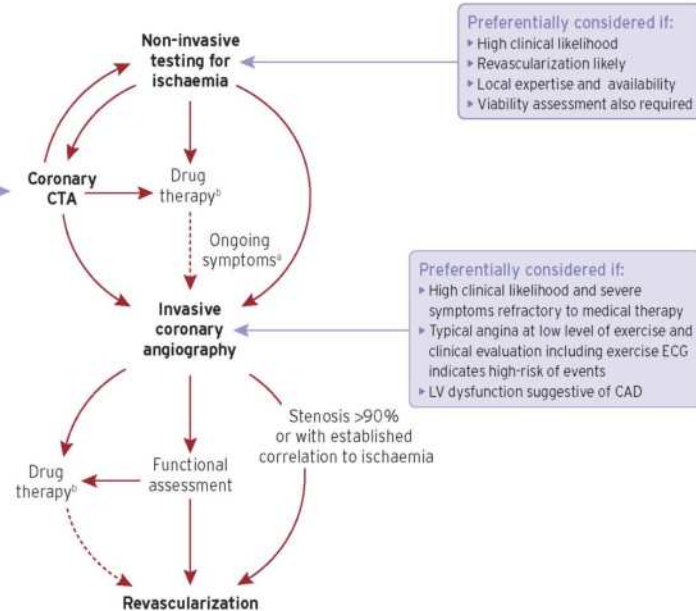 Preferentially considered if:
▸ High clinical likelihood
▸ Revascularization likely
▸ Local expertise and availability
▸ Viability assessment also required
Non-invasive
testing for
ischaemia
Coronary
CTA
Drug
therapyᵇ
Ongoing
symptomsᵃ
Preferentially considered if:
▸ High clinical likelihood and severe
symptoms refractory to medical therapy
▸ Typical angina at low level of exercise and
clinical evaluation including exercise ECG
indicates high-risk of events
▸ LV dysfunction suggestive of CAD
Invasive
coronary
angiography
Stenosis >90%
or with established
correlation to ischaemia
Drug
therapyᵇ
Functional
assessment
Revascularization